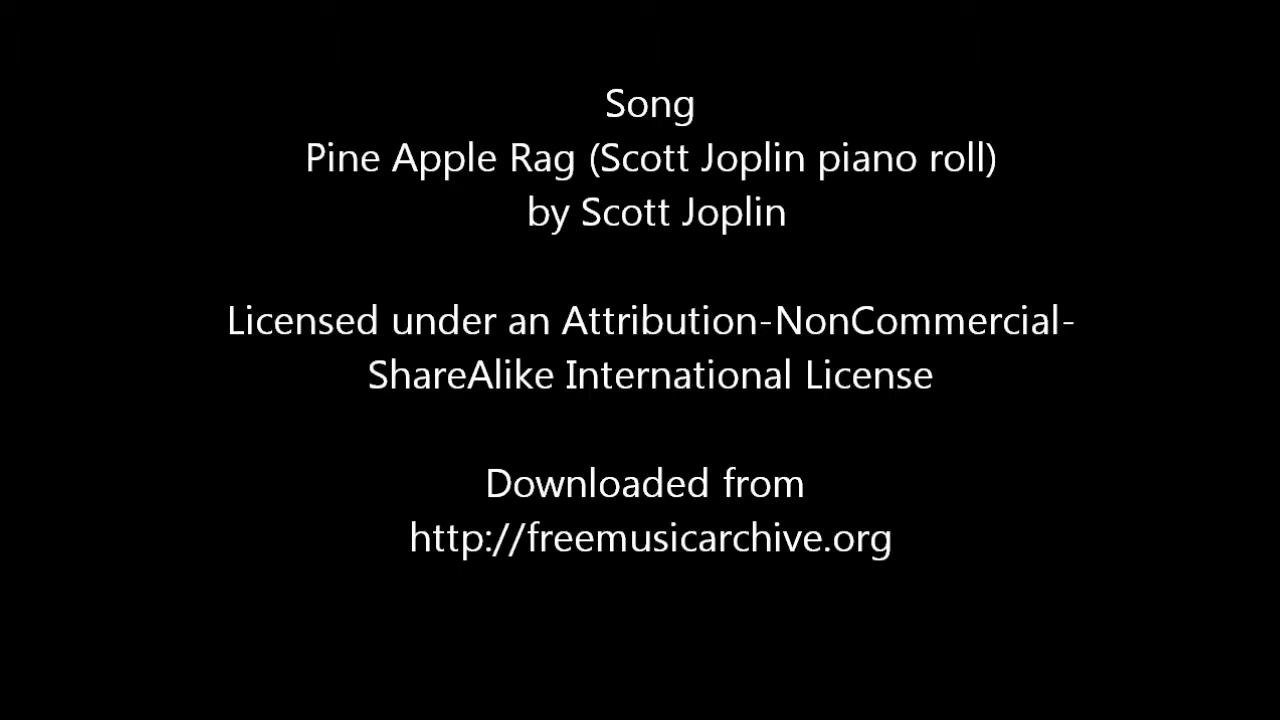 Song
Pine Apple Rag (Scott Joplin piano roll)
by Scott Joplin
Licensed under an Attribution-NonCommercial-
ShareAlike International License
Downloaded from
http://freemusicarchive.org